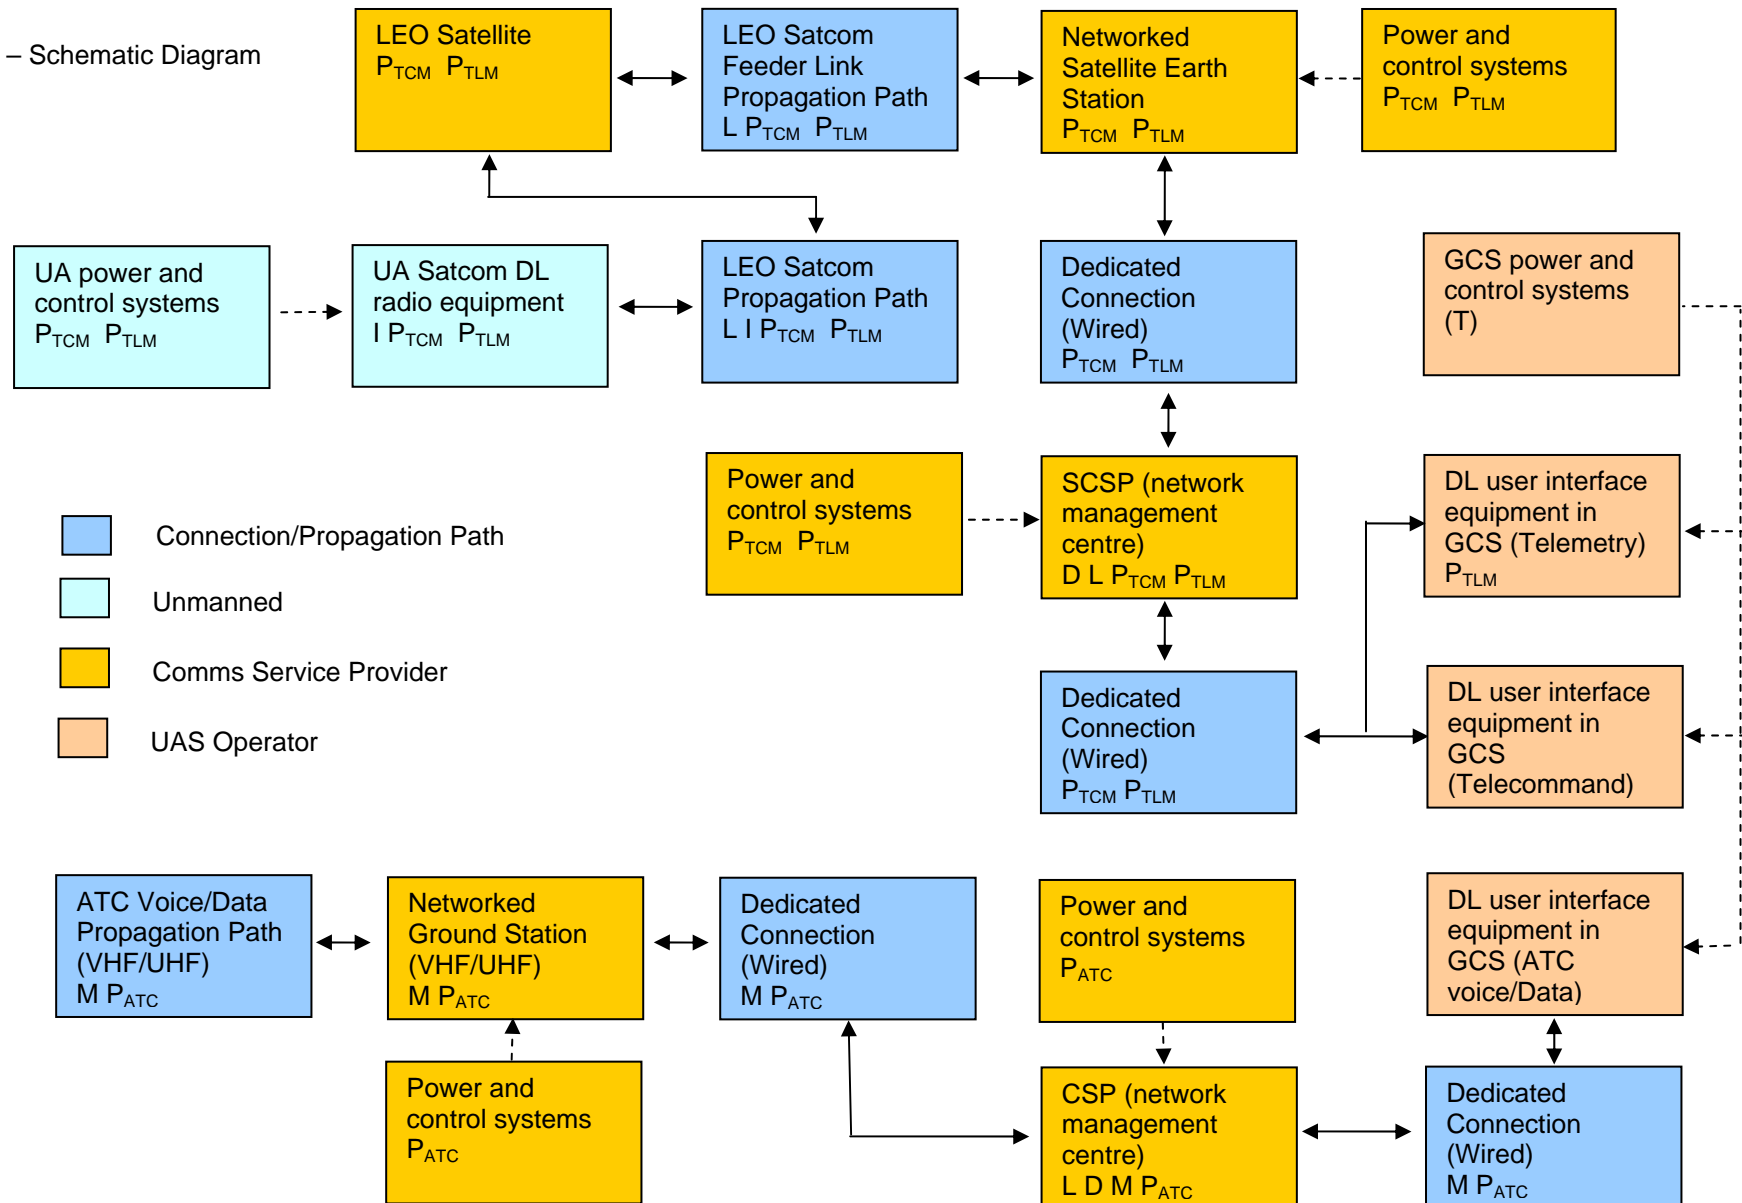 – Schematic Diagram
LEO Satellite
PTCM PTLM
LEO Satcom
Feeder Link
Propagation Path
L PTCM PTLM
Networked
Satellite Earth
Station
PTCM PTLM
Power and
control systems
PTCM PTLM
UA power and
control systems
PTCM PTLM
UA Satcom DL
radio equipment
I PTCM PTLM
LEO Satcom
Propagation Path
L I PTCM PTLM
Dedicated
Connection
(Wired)
PTCM PTLM
GCS power and
control systems
(T)
Power and
control systems
PTCM PTLM
SCSP (network
management
centre)
D L PTCM PTLM
DL user interface
equipment in
GCS (Telemetry)
PTLM
Connection/Propagation Path
Unmanned
Comms Service Provider
UAS Operator
Dedicated
Connection
(Wired)
PTCM PTLM
DL user interface
equipment in
GCS
(Telecommand)
ATC Voice/Data
Propagation Path
(VHF/UHF)
M PATC
Networked
Ground Station
(VHF/UHF)
M PATC
Dedicated
Connection
(Wired)
M PATC
Power and
control systems
PATC
DL user interface
equipment in
GCS (ATC
voice/Data)
Power and
control systems
PATC
CSP (network
management
centre)
L D M PATC
Dedicated
Connection
(Wired)
M PATC